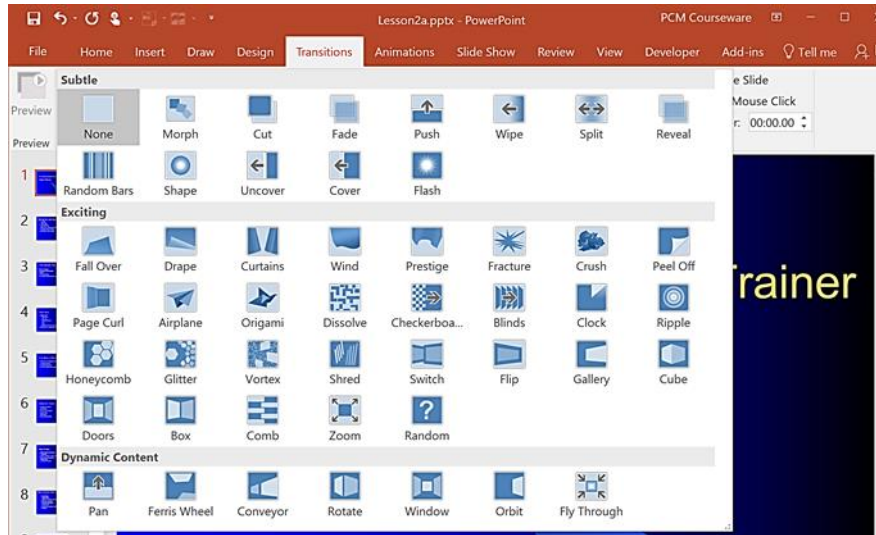 Lesson2a.pptx - PowerPoint PCM Courseware
File Home Insert Draw Design Transitions Animations Slide Show Review View Developer Add-ins Tell me
Subtle
e Slide
Preview
Mouse Click
None Morph Cut Fade Push Wipe Split Reveal
r: 00:00.00
Preview
1
Random Bars Shape Uncover Cover Flash
Exciting
2
Fall Over Drape Curtains Wind Prestige Fracture Crush Peel Off
3
rainer
4
Page Curl Airplane Origami Dissolve Checkerboa... Blinds Clock Ripple
5
Honeycomb Glitter Vortex Shred Switch Flip Gallery Cube
6
Doors Box Comb Zoom Random
7
Dynamic Content
8
Pan Ferris Wheel Conveyor Rotate Window Orbit Fly Through